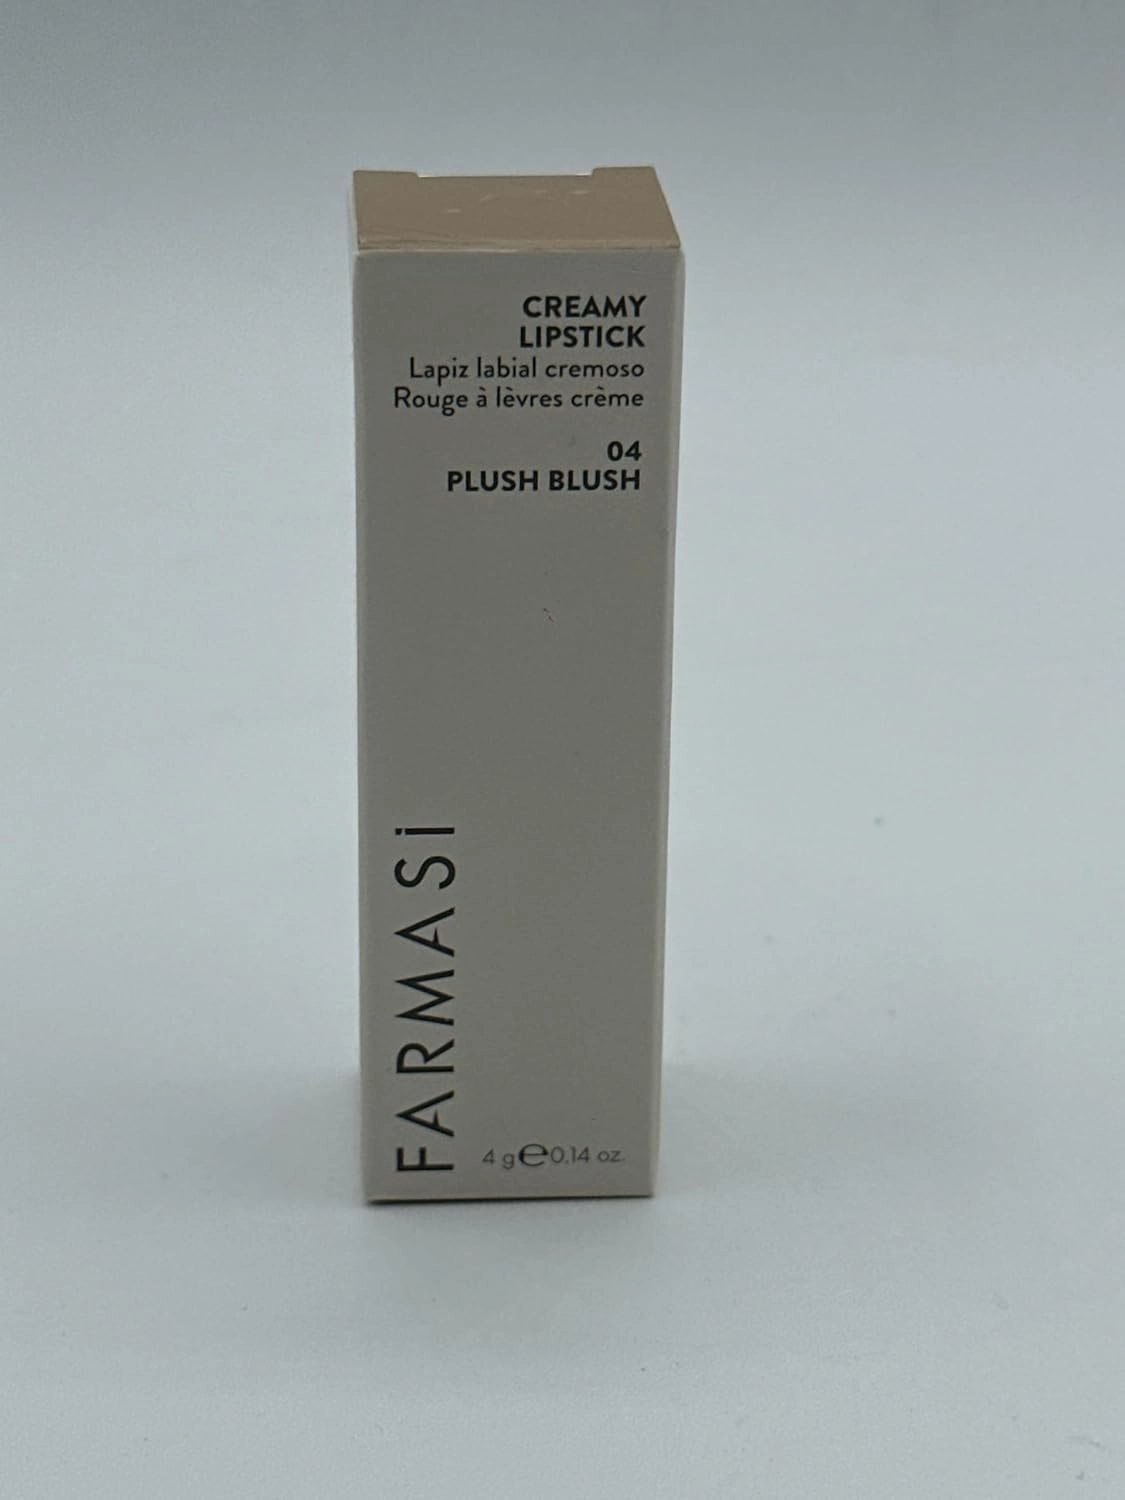 CREAMY
LIPSTICK
Lapiz labial cremoso
Rouge à lèvres crème
04
PLUSH BLUSH
FARMASi
4 g e 0.14 oz.